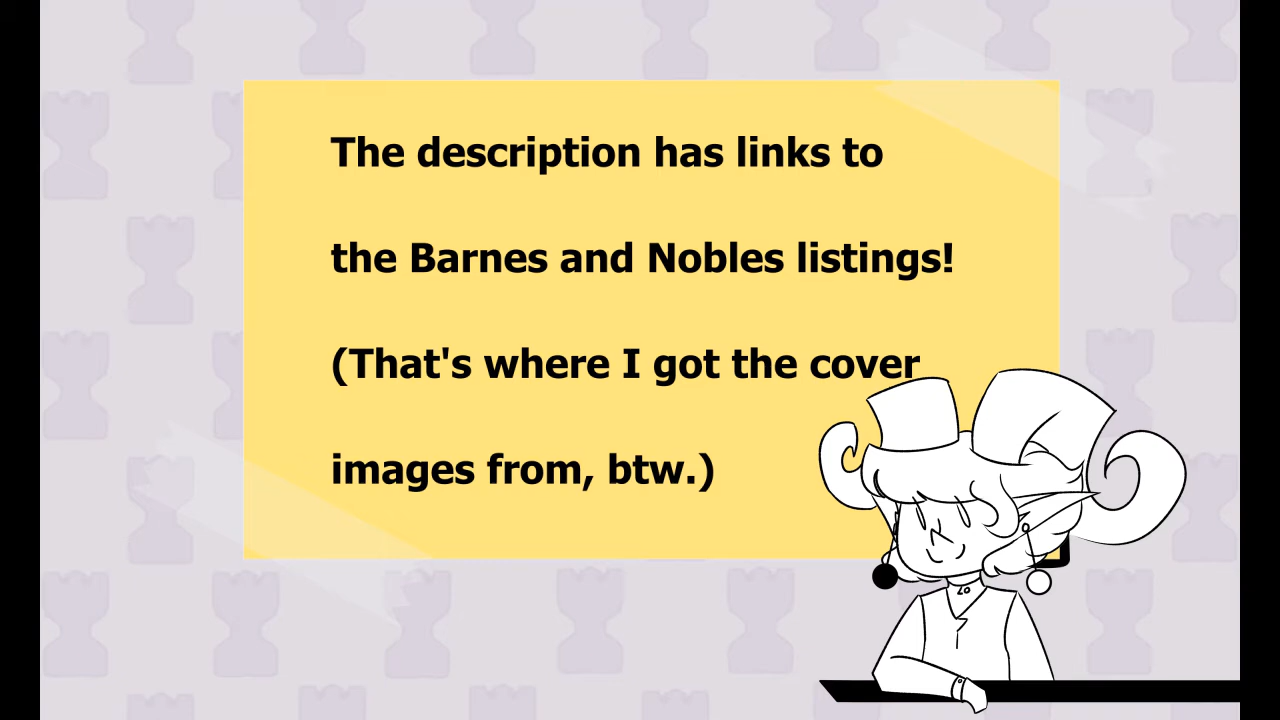 The description has links to
the Barnes and Nobles listings!
(That's where I got the cover
images from, btw.)